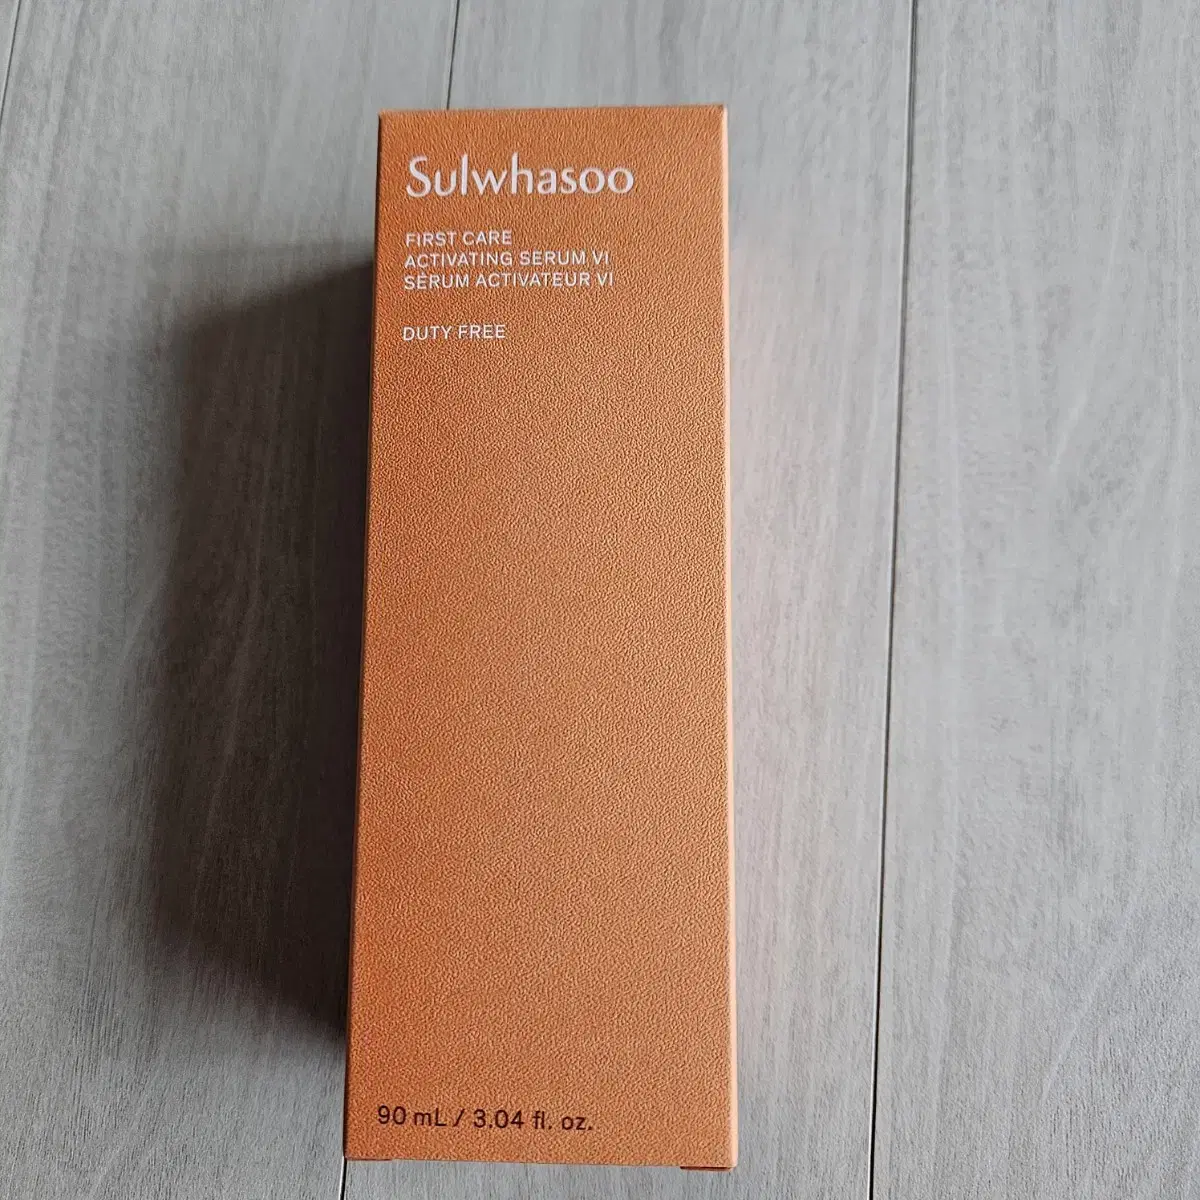 Sulwhasoo
FIRST CARE
ACTIVATING SERUM VI
SÉRUM ACTIVATEUR VI
DUTY FREE
90 mL / 3.04 fl. oz.